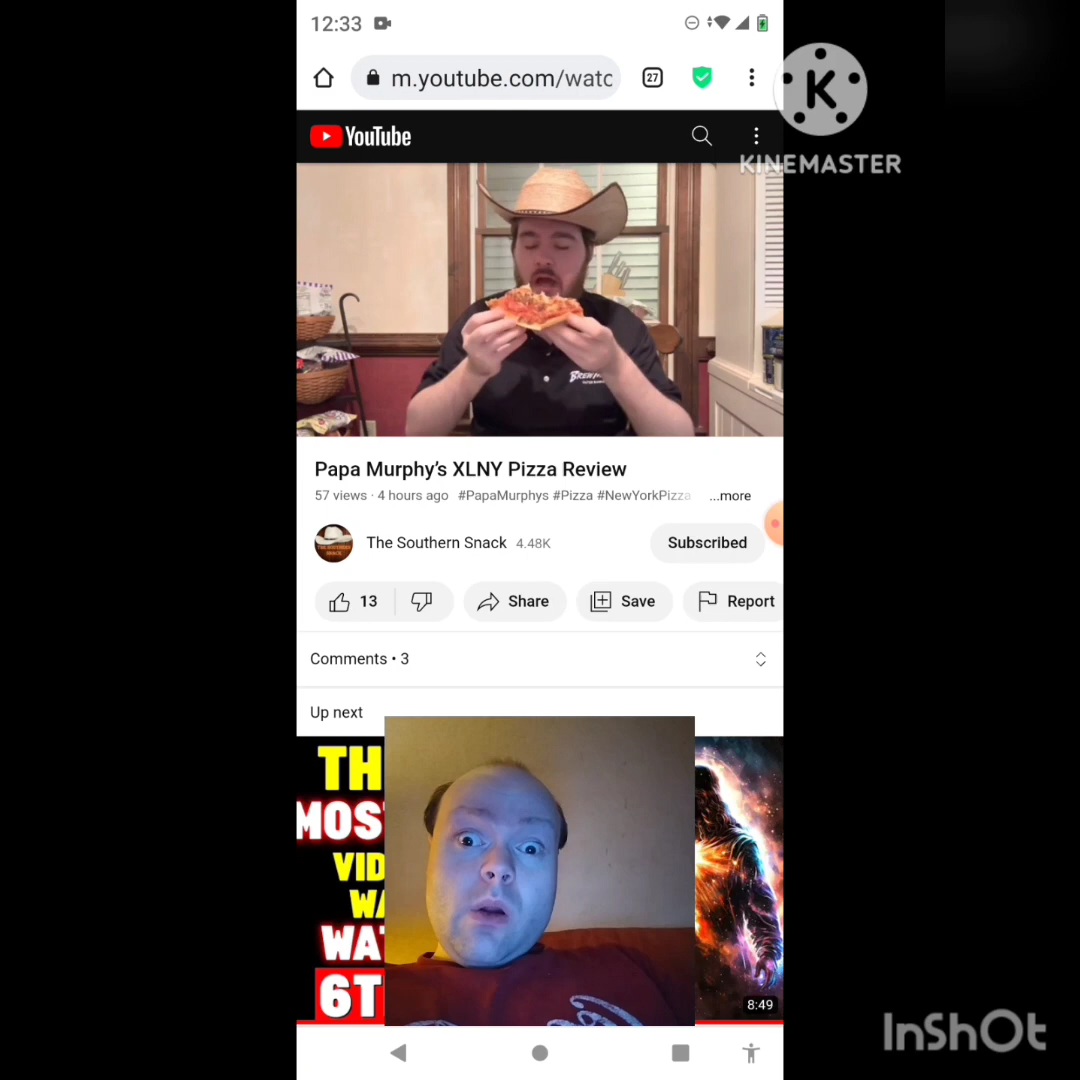 12:33
m.youtube.com/watc
27
K
KINEMASTER
YouTube
Papa Murphy's XLNY Pizza Review
57 views · 4 hours ago #PapaMurphys #Pizza #NewYorkPizza ...more
The Southern Snack 4.48K
Subscribed
13
Share
Save
Report
Comments • 3
Up next
TH
MOS
VID
WA
WAT
6T
8:49
InShOt